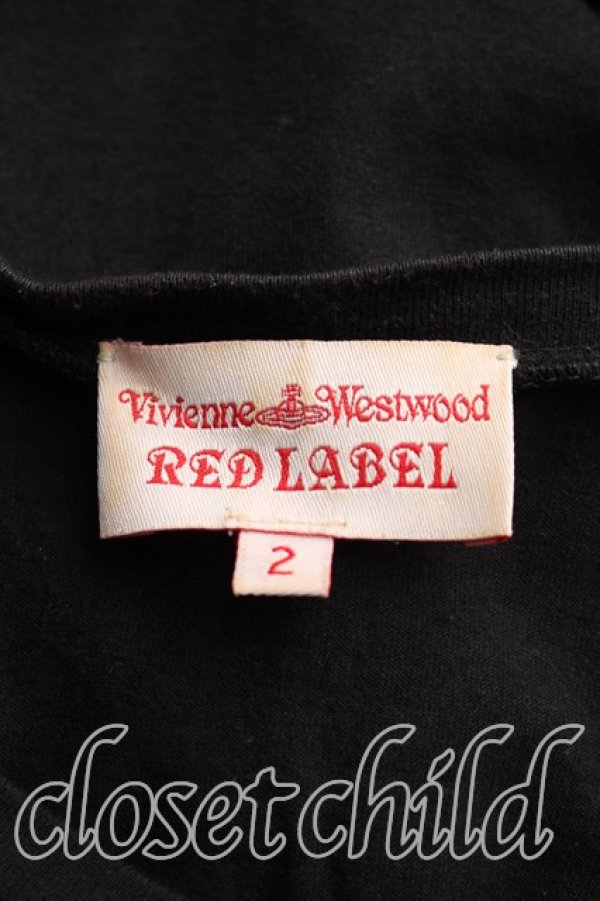 Vivienne Westwood
RED LABEL
2
closet child